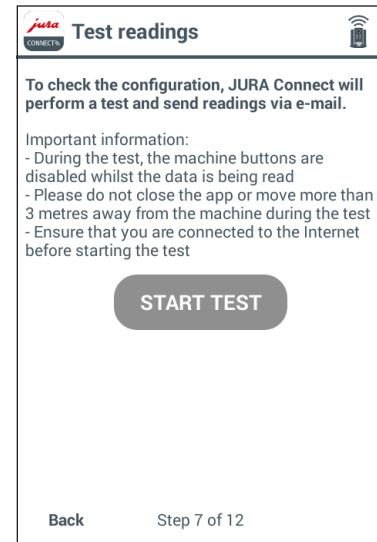 jura
CONNECT
Test readings
To check the configuration, JURA Connect will
perform a test and send readings via e-mail.
Important information:
- During the test, the machine buttons are
disabled whilst the data is being read
- Please do not close the app or move more than
3 metres away from the machine during the test
- Ensure that you are connected to the Internet
before starting the test
START TEST
Back
Step 7 of 12